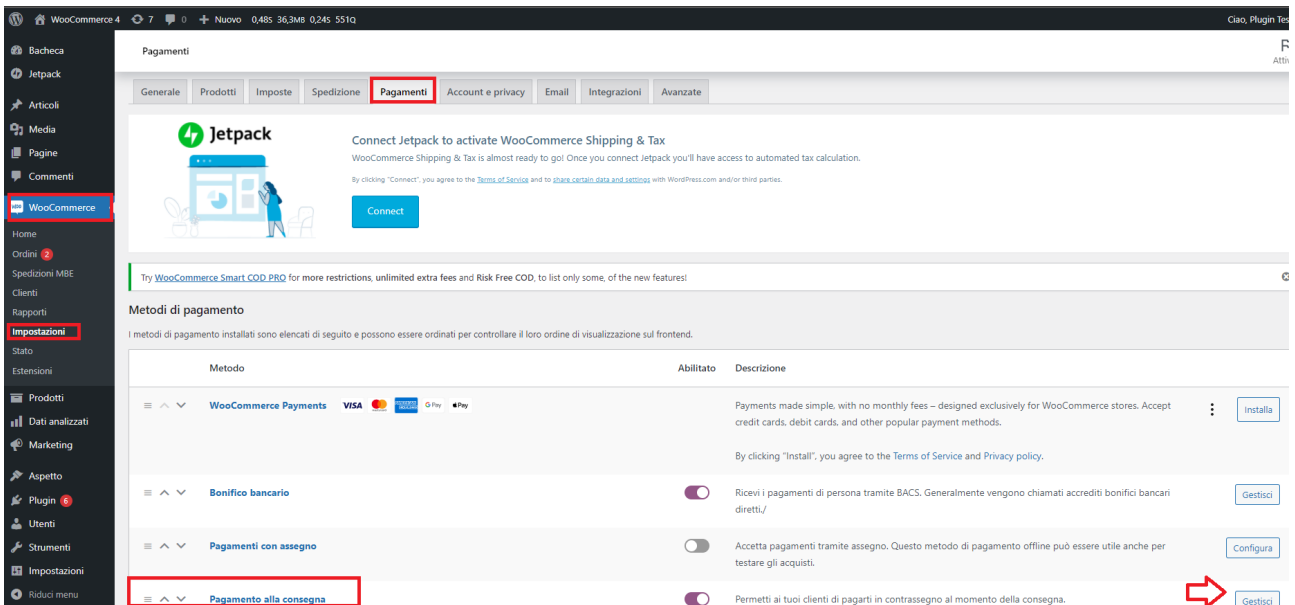 WooCommerce 4 7 0 + Nuovo 0,48s 36,3MB 0,24s 551Q
Ciao, Plugin Tes
Bacheca
Jetpack
Articoli
Media
Pagine
Commenti
WooCommerce
Home
Ordini 2
Spedizioni MBE
Clienti
Rapporti
Impostazioni
Stato
Estensioni
Prodotti
Dati analizzati
Marketing
Aspetto
Plugin 6
Utenti
Strumenti
Impostazioni
Riduci menu
Pagamenti
Attiv
Generale Prodotti Imposte Spedizione Pagamenti Account e privacy Email Integrazioni Avanzate
Jetpack
Connect Jetpack to activate WooCommerce Shipping & Tax
WooCommerce Shipping & Tax is almost ready to go! Once you connect Jetpack you'll have access to automated tax calculation.
By clicking "Connect", you agree to the Terms of Service and to share certain data and settings with WordPress.com and/or third parties.
Connect
Try WooCommerce Smart COD PRO for more restrictions, unlimited extra fees and Risk Free COD, to list only some, of the new features!
Metodi di pagamento
I metodi di pagamento installati sono elencati di seguito e possono essere ordinati per controllare il loro ordine di visualizzazione sul frontend.
Metodo Abilitato Descrizione
WooCommerce Payments VISA G Pay Pay
Payments made simple, with no monthly fees – designed exclusively for WooCommerce stores. Accept
credit cards, debit cards, and other popular payment methods.
By clicking "Install", you agree to the Terms of Service and Privacy policy.
Installa
Bonifico bancario
Ricevi i pagamenti di persona tramite BACS. Generalmente vengono chiamati accrediti bonifici bancari
diretti./
Gestisci
Pagamenti con assegno
Accetta pagamenti tramite assegno. Questo metodo di pagamento offline può essere utile anche per
testare gli acquisti.
Configura
Pagamento alla consegna
Permetti ai tuoi clienti di pagarti in contrassegno al momento della consegna.
Gestisci